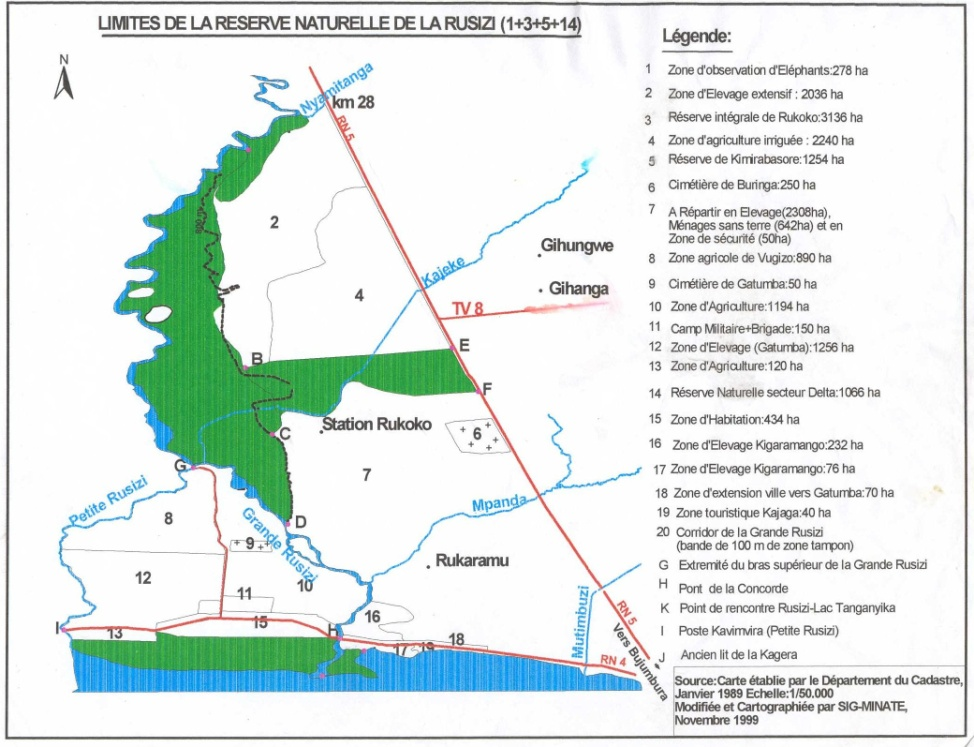 LIMITES DE LA RESERVE NATURELLE DE LA RUSIZI (1+3+5+14)
N
Nyamitanga
km 28
RN 5
2
4
Kajeke
Gihungwe
Gihanga
TV 8
B
E
F
C
Station Rukoko
6
G
7
Petite Rusizi
8
Grande Rusizi
D
Mpanda
9
Rukaramu
12
10
11
16
Mutimbuzi
I
13
15
H
17
19
18
RN 5
RN 4
Vers Bujumbura
Légende:
1 Zone d'observation d'Eléphants:278 ha
2 Zone d'Elevage extensif : 2036 ha
3 Réserve intégrale de Rukoko:3136 ha
4 Zone d'agriculture irriguée : 2240 ha
5 Réserve de Kimirabasore:1254 ha
6 Cimétière de Buringa:250 ha
7 A Répartir en Elevage(2308ha),
Ménages sans terre (642ha) et en
Zone de sécurité (50ha)
8 Zone agricole de Vugizo:890 ha
9 Cimétière de Gatumba:50 ha
10 Zone d'Agriculture:1194 ha
11 Camp Militaire+Brigade:150 ha
12 Zone d'Elevage (Gatumba):1256 ha
13 Zone d'Agriculture:120 ha
14 Réserve Naturelle secteur Delta:1066 ha
15 Zone d'Habitation:434 ha
16 Zone d'Elevage Kigaramango:232 ha
17 Zone d'Elevage Kigaramango:76 ha
18 Zone d'extension ville vers Gatumba:70 ha
19 Zone touristique Kajaga:40 ha
20 Corridor de la Grande Rusizi
(bande de 100 m de zone tampon)
G Extremité du bras supérieur de la Grande Rusizi
H Pont de la Concorde
K Point de rencontre Rusizi-Lac Tanganyika
I Poste Kavimvira (Petite Rusizi)
J Ancien lit de la Kagera
Source:Carte établie par le Département du Cadastre,
Janvier 1989 Echelle:1/50.000
Modifiée et Cartographiée par SIG-MINATE,
Novembre 1999